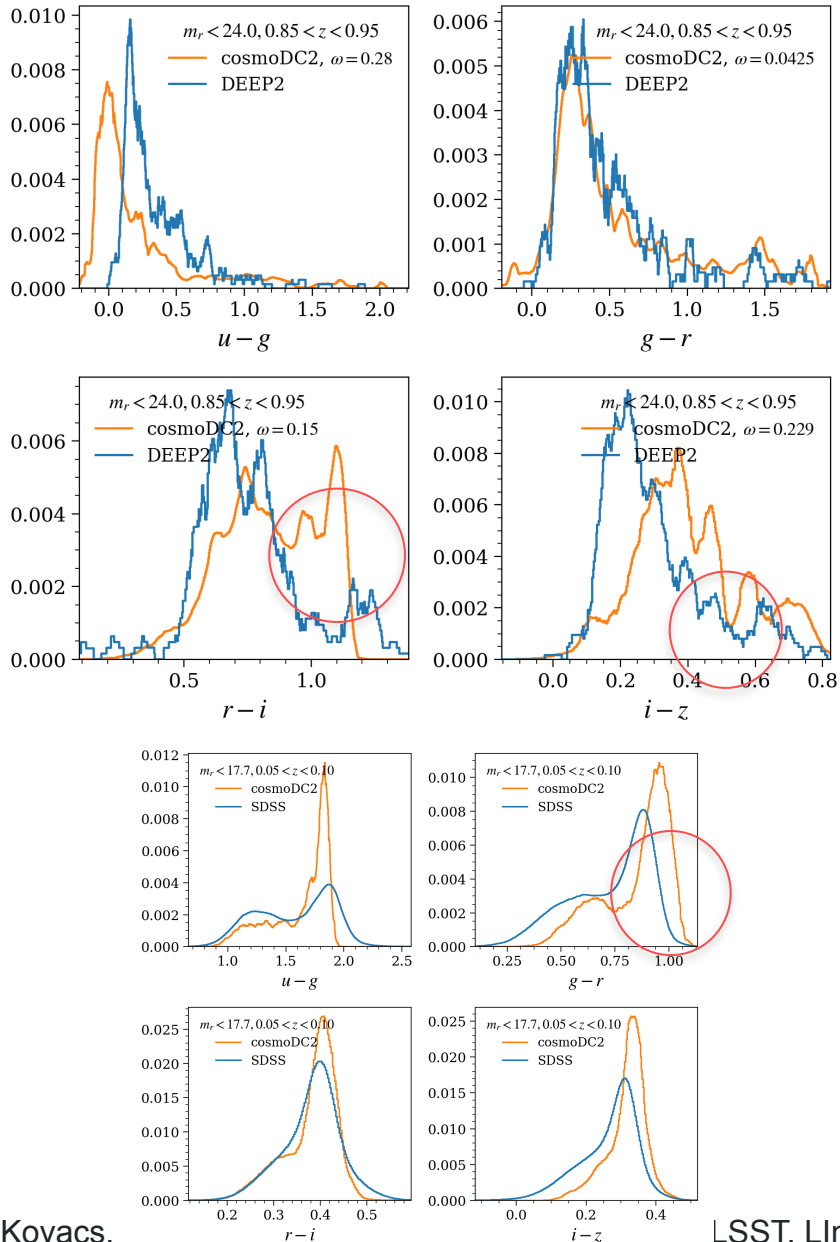 m_r < 24.0, 0.85 < z < 0.95
cosmoDC2, ω = 0.28
DEEP2
0.010
0.008
0.006
0.004
0.002
0.000
0.0 0.5 1.0 1.5 2.0
u − g
m_r < 24.0, 0.85 < z < 0.95
cosmoDC2, ω = 0.0425
DEEP2
0.006
0.005
0.004
0.003
0.002
0.001
0.000
0.0 0.5 1.0 1.5
g − r
m_r < 24.0, 0.85 < z < 0.95
cosmoDC2, ω = 0.15
DEEP2
0.006
0.004
0.002
0.000
0.5 1.0
r − i
m_r < 24.0, 0.85 < z < 0.95
cosmoDC2, ω = 0.229
DEEP2
0.010
0.008
0.006
0.004
0.002
0.000
0.0 0.2 0.4 0.6 0.8
i − z
m_r < 17.7, 0.05 < z < 0.10
cosmoDC2
SDSS
0.012
0.010
0.008
0.006
0.004
0.002
0.000
1.0 1.5 2.0 2.5
u − g
m_r < 17.7, 0.05 < z < 0.10
cosmoDC2
SDSS
0.010
0.008
0.006
0.004
0.002
0.000
0.25 0.50 0.75 1.00
g − r
m_r < 17.7, 0.05 < z < 0.10
cosmoDC2
SDSS
0.025
0.020
0.015
0.010
0.005
0.000
0.2 0.3 0.4 0.5
r − i
m_r < 17.7, 0.05 < z < 0.10
cosmoDC2
SDSS
0.025
0.020
0.015
0.010
0.005
0.000
0.0 0.2 0.4
i − z
Kovacs,
LSST,